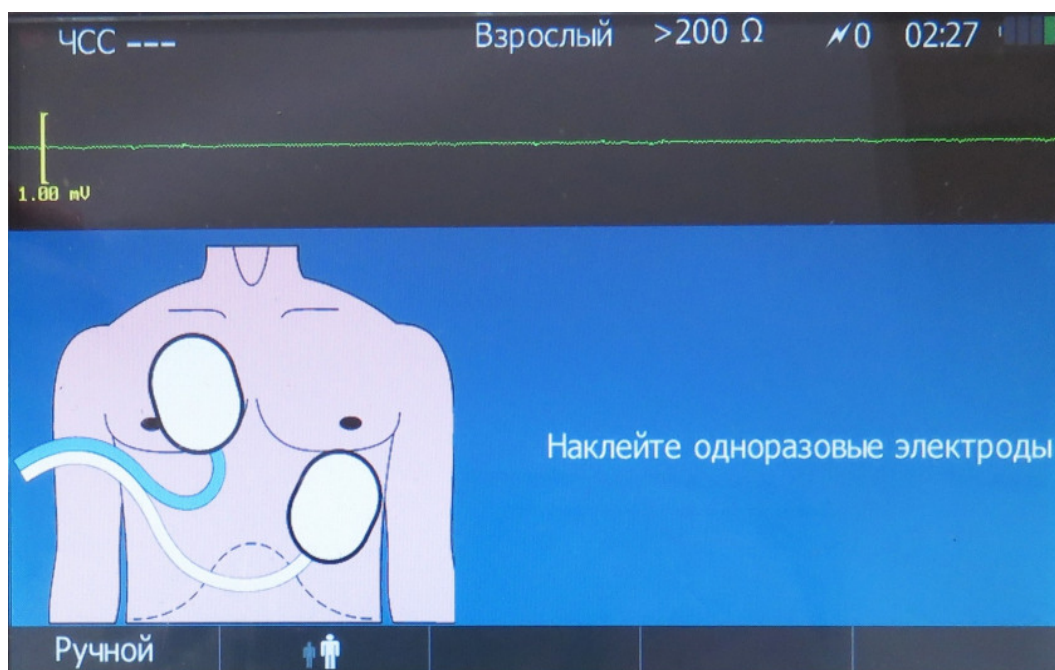 ЧСС ---
Взрослый >200 Ω 0 02:27
1.00 mV
Наклейте одноразовые электроды
Ручной